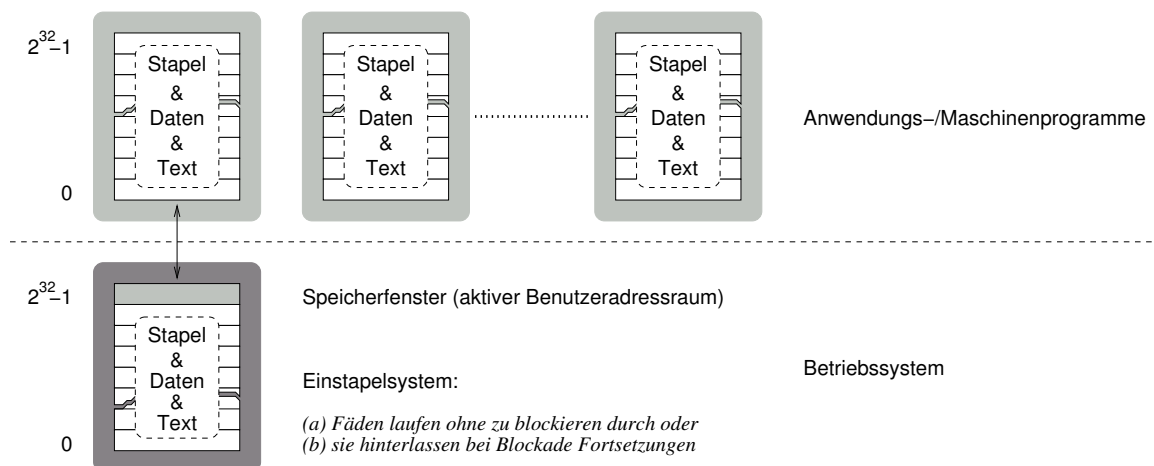 2^32−1
Stapel
&
Daten
&
Text
0
Stapel
&
Daten
&
Text
Stapel
&
Daten
&
Text
Anwendungs−/Maschinenprogramme
2^32−1
Stapel
&
Daten
&
Text
0
Speicherfenster (aktiver Benutzeradressraum)
Einstapelsystem:
(a) Fäden laufen ohne zu blockieren durch oder
(b) sie hinterlassen bei Blockade Fortsetzungen
Betriebssystem